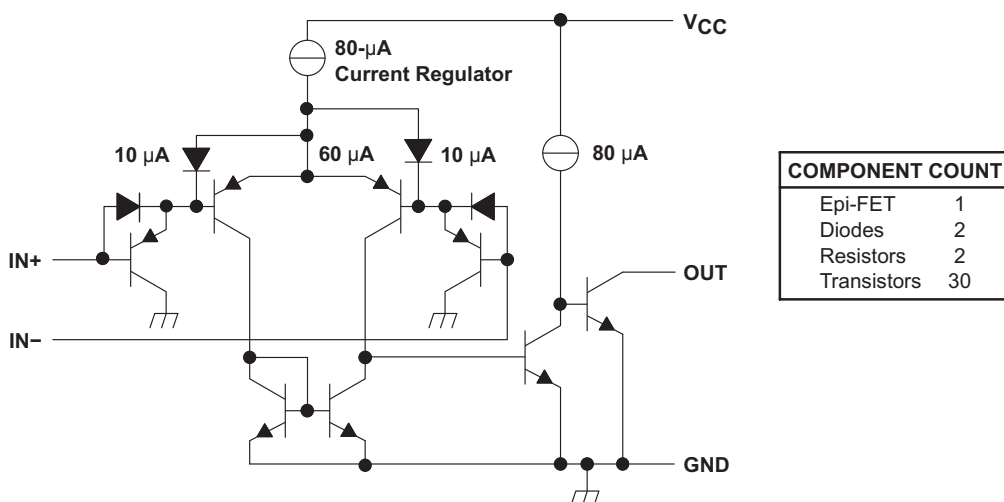 V_CC
80-µA
Current Regulator
10 µA
60 µA
10 µA
80 µA
IN+
OUT
IN−
GND
COMPONENT COUNT
Epi-FET 1
Diodes 2
Resistors 2
Transistors 30